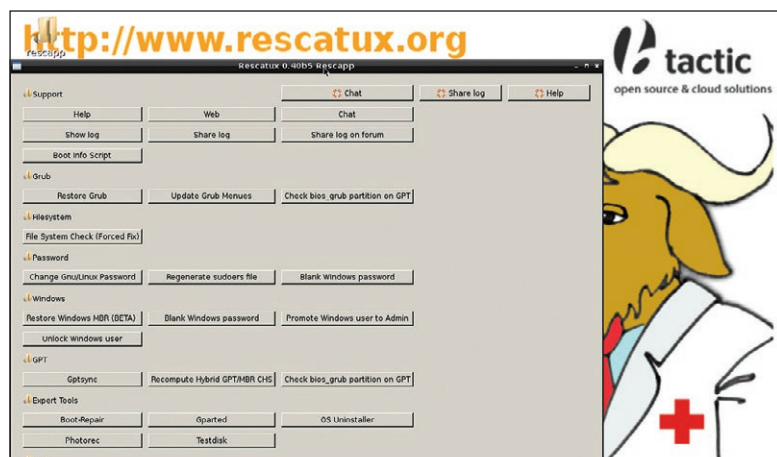 http://www.rescatux.org
rescapp
tactic
open source & cloud solutions
Rescatux 0.40b5 Rescapp
Support
Chat
Share log
Help
Help
Web
Chat
Show log
Share log
Share log on forum
Boot Info Script
Grub
Restore Grub
Update Grub Menues
Check bios_grub partition on GPT
Filesystem
File System Check (Forced Fix)
Password
Change Gnu/Linux Password
Regenerate sudoers file
Blank Windows password
Windows
Restore Windows MBR (BETA)
Blank Windows password
Promote Windows user to Admin
Unlock Windows user
GPT
Gptsync
Recompute Hybrid GPT/MBR CHS
Check bios_grub partition on GPT
Expert Tools
Boot-Repair
Gparted
OS Uninstaller
Photorec
Testdisk